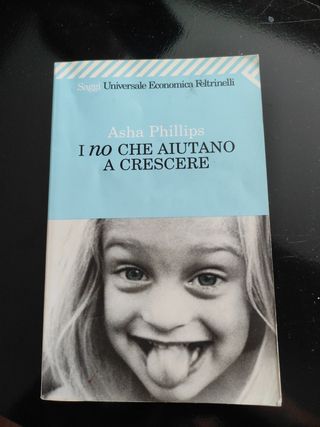 Saggi Universale Economica Feltrinelli
Asha Phillips
I no CHE AIUTANO
A CRESCERE